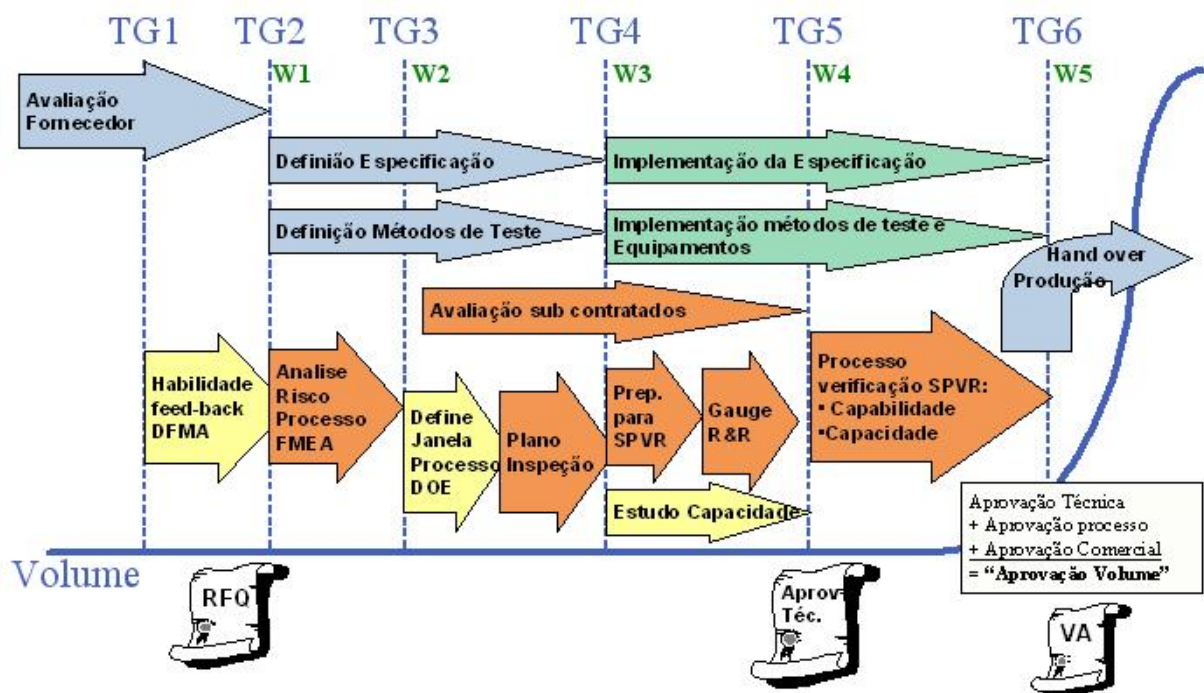 TG1 TG2 TG3 TG4 TG5 TG6
W1 W2 W3 W4 W5
Avaliação
Fornecedor
Definião Especificação
Implementação da Especificação
Definição Métodos de Teste
Implementação métodos de teste e
Equipamentos
Hand over
Produção
Avaliação sub contratados
Habilidade
feed-back
DFMA
Analise
Risco
Processo
FMEA
Define
Janela
Processo
DOE
Plano
Inspeção
Prep.
para
SPVR
Gauge
R&R
Processo
verificação SPVR:
• Capabilidade
•Capacidade
Estudo Capacidade
Aprovação Técnica
+ Aprovação processo
+ Aprovação Comercial
= “Aprovação Volume”
Volume
RFQ
Aprov-
Téc.
VA